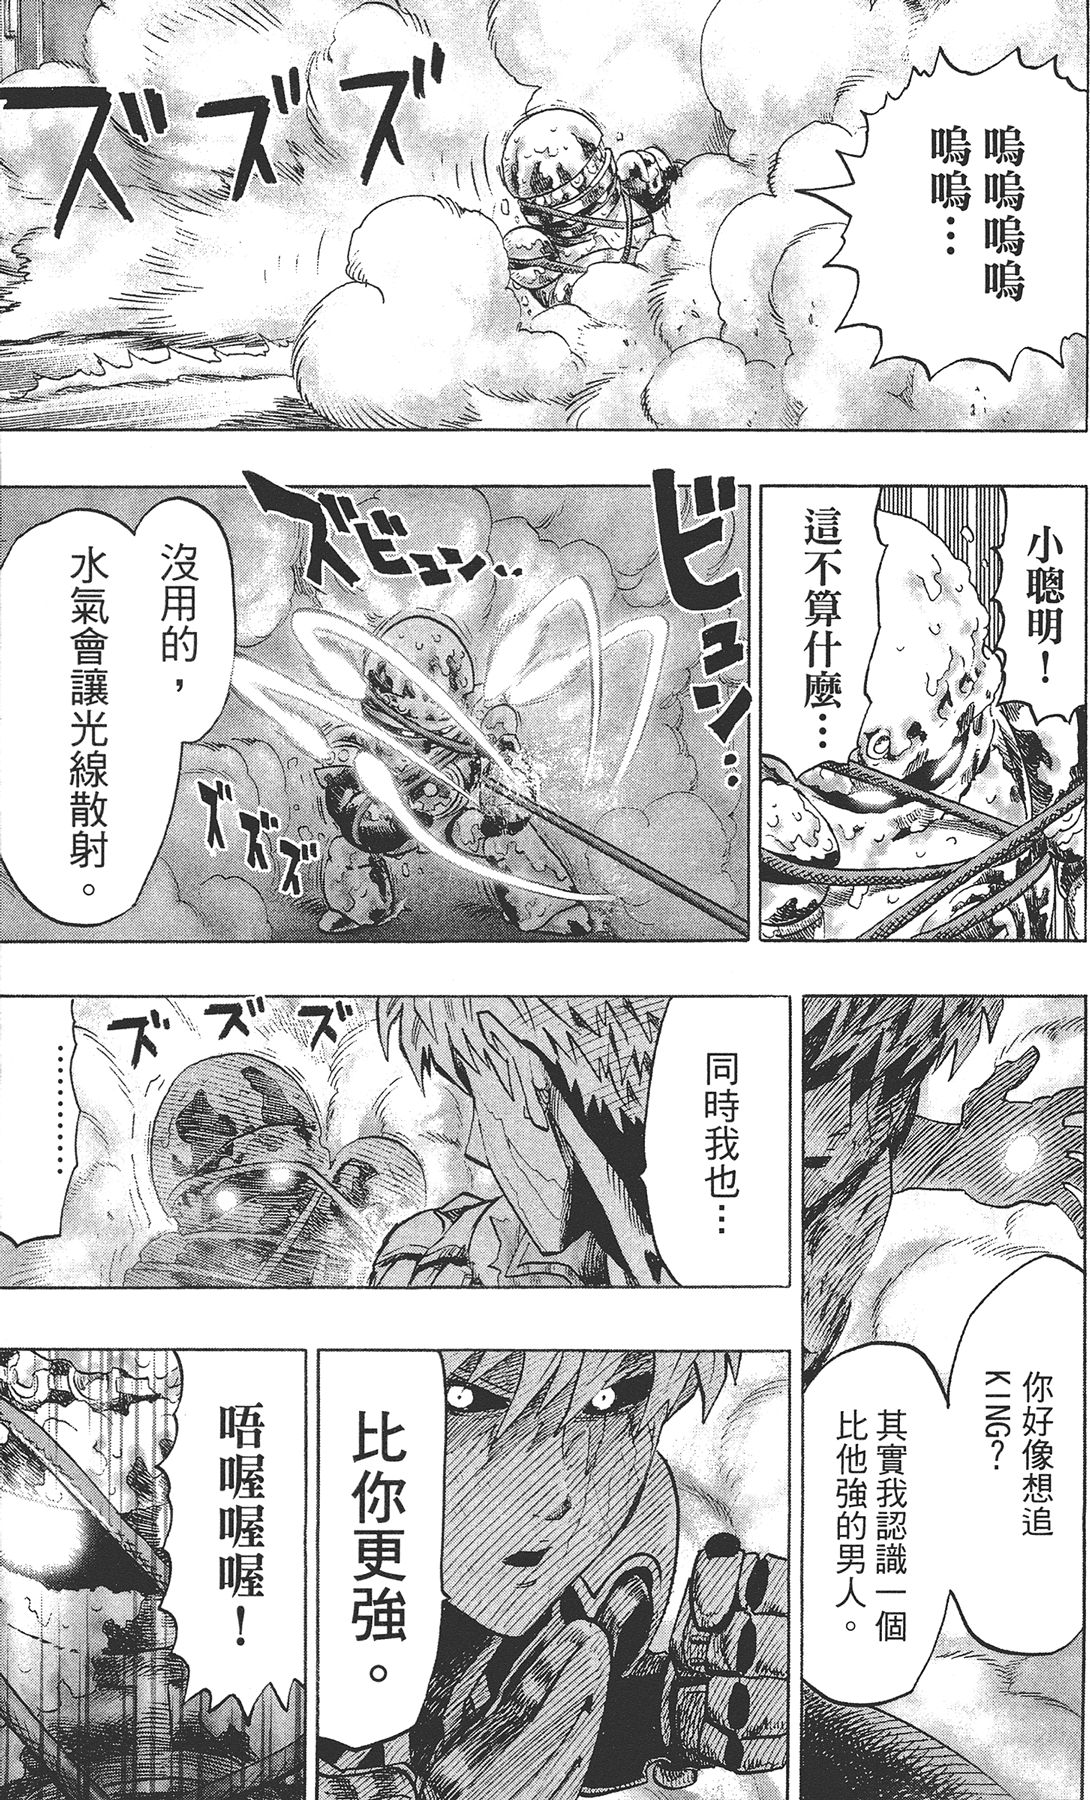 嗚嗚嗚嗚
嗚嗚…
ズズズ
小聰明！
這不算什麼…
ビュン…
ズビュン…
沒用的，
水氣會讓光線散射。
ズズズ
你好像想追
KING?
其實我認識一個
比他強的男人。
同時我也…
ズズズ
…………
比你更強。
唔喔喔喔！